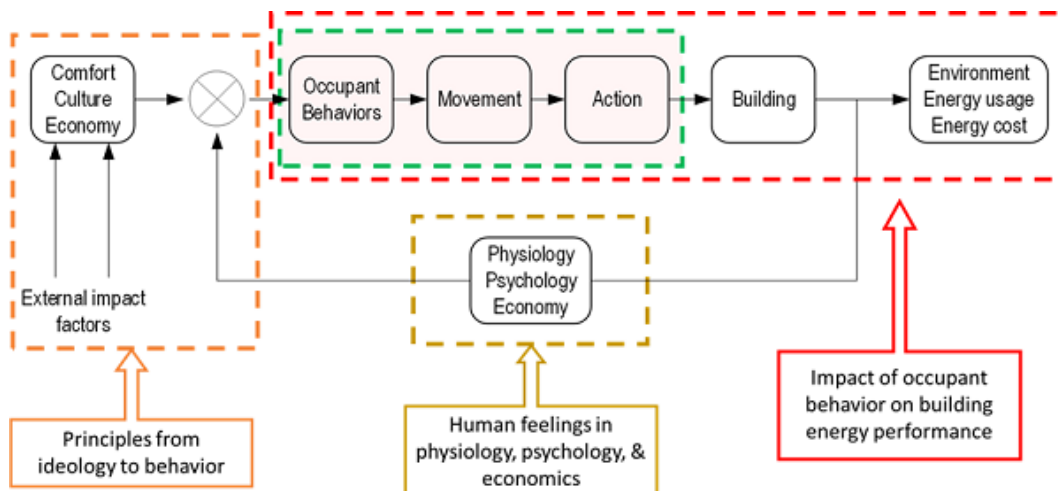 Comfort
Culture
Economy
Occupant
Behaviors
Movement
Action
Building
Environment
Energy usage
Energy cost
Physiology
Psychology
Economy
External impact
factors
Principles from
ideology to behavior
Human feelings in
physiology, psychology, &
economics
Impact of occupant
behavior on building
energy performance